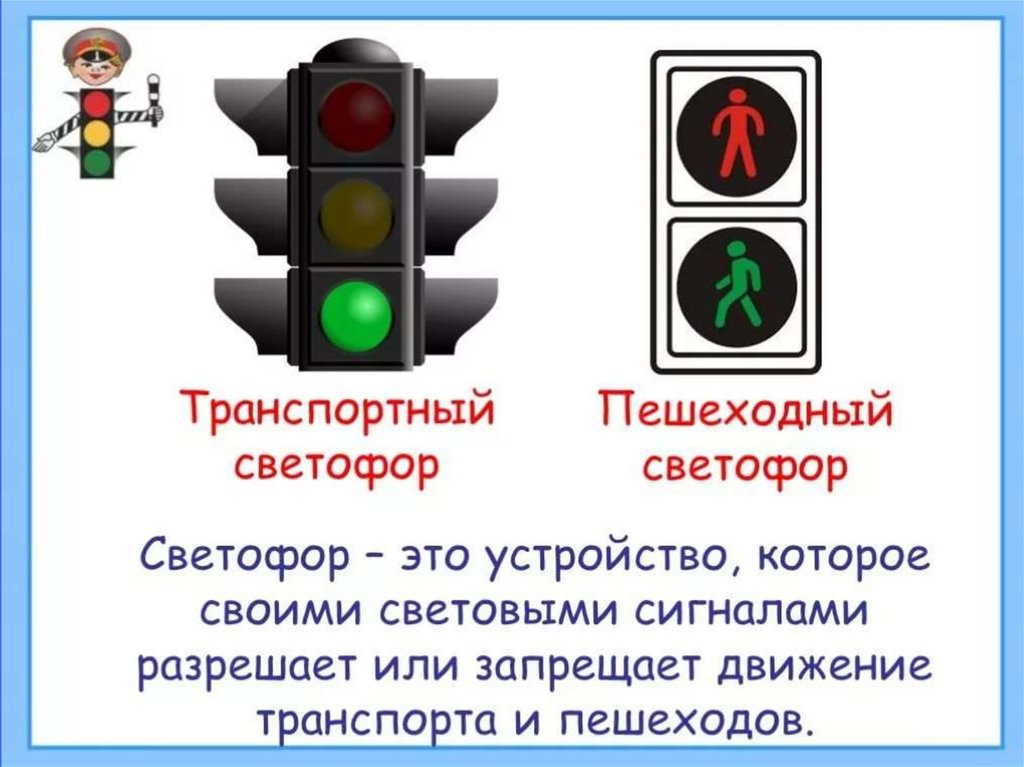 Транспортный
светофор
Пешеходный
светофор
Светофор – это устройство, которое
своими световыми сигналами
разрешает или запрещает движение
транспорта и пешеходов.